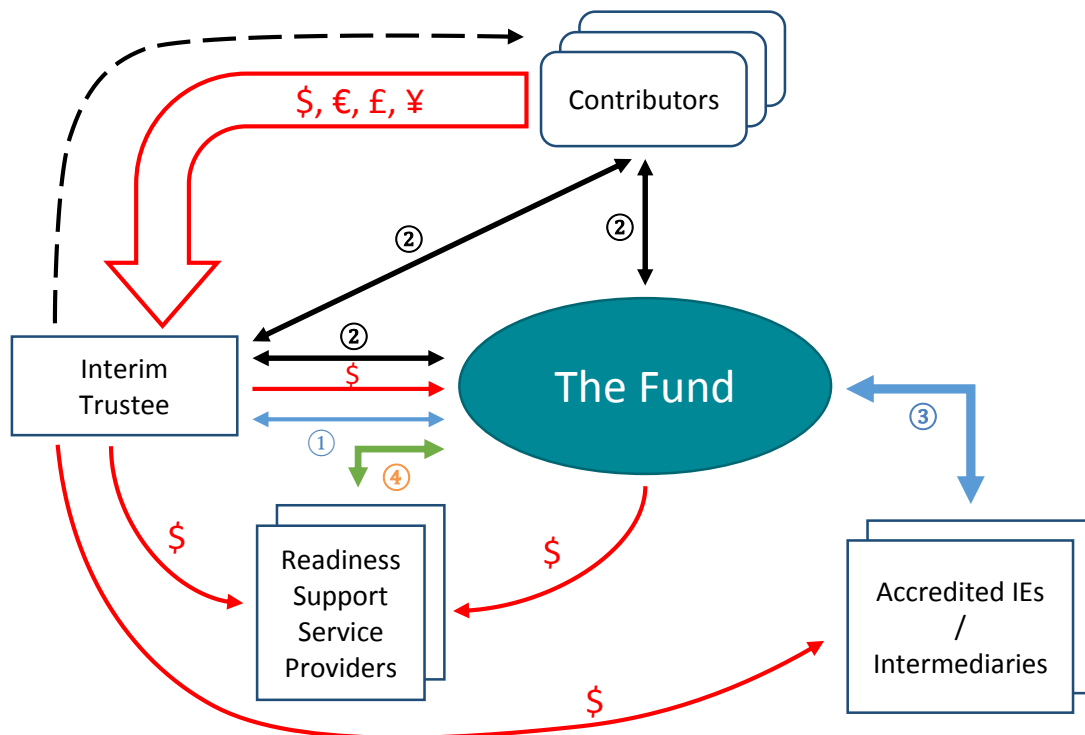 Contributors
$, €, £, ¥
②
②
②
Interim
Trustee
$
The Fund
①
③
④
$
$
Readiness
Support
Service
Providers
Accredited IEs
/
Intermediaries
$